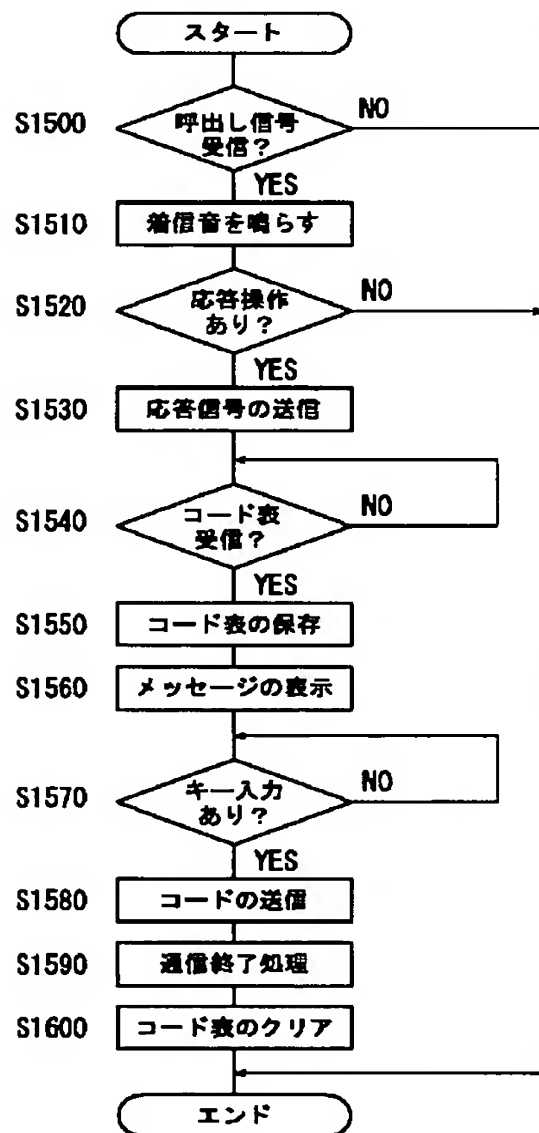 スタート
S1500
呼出し信号
受信?
NO
YES
S1510
着信音を鳴らす
S1520
応答操作
あり?
NO
YES
S1530
応答信号の送信
S1540
コード表
受信?
NO
YES
S1550
コード表の保存
S1560
メッセージの表示
S1570
キー入力
あり?
NO
YES
S1580
コードの送信
S1590
通信終了処理
S1600
コード表のクリア
エンド